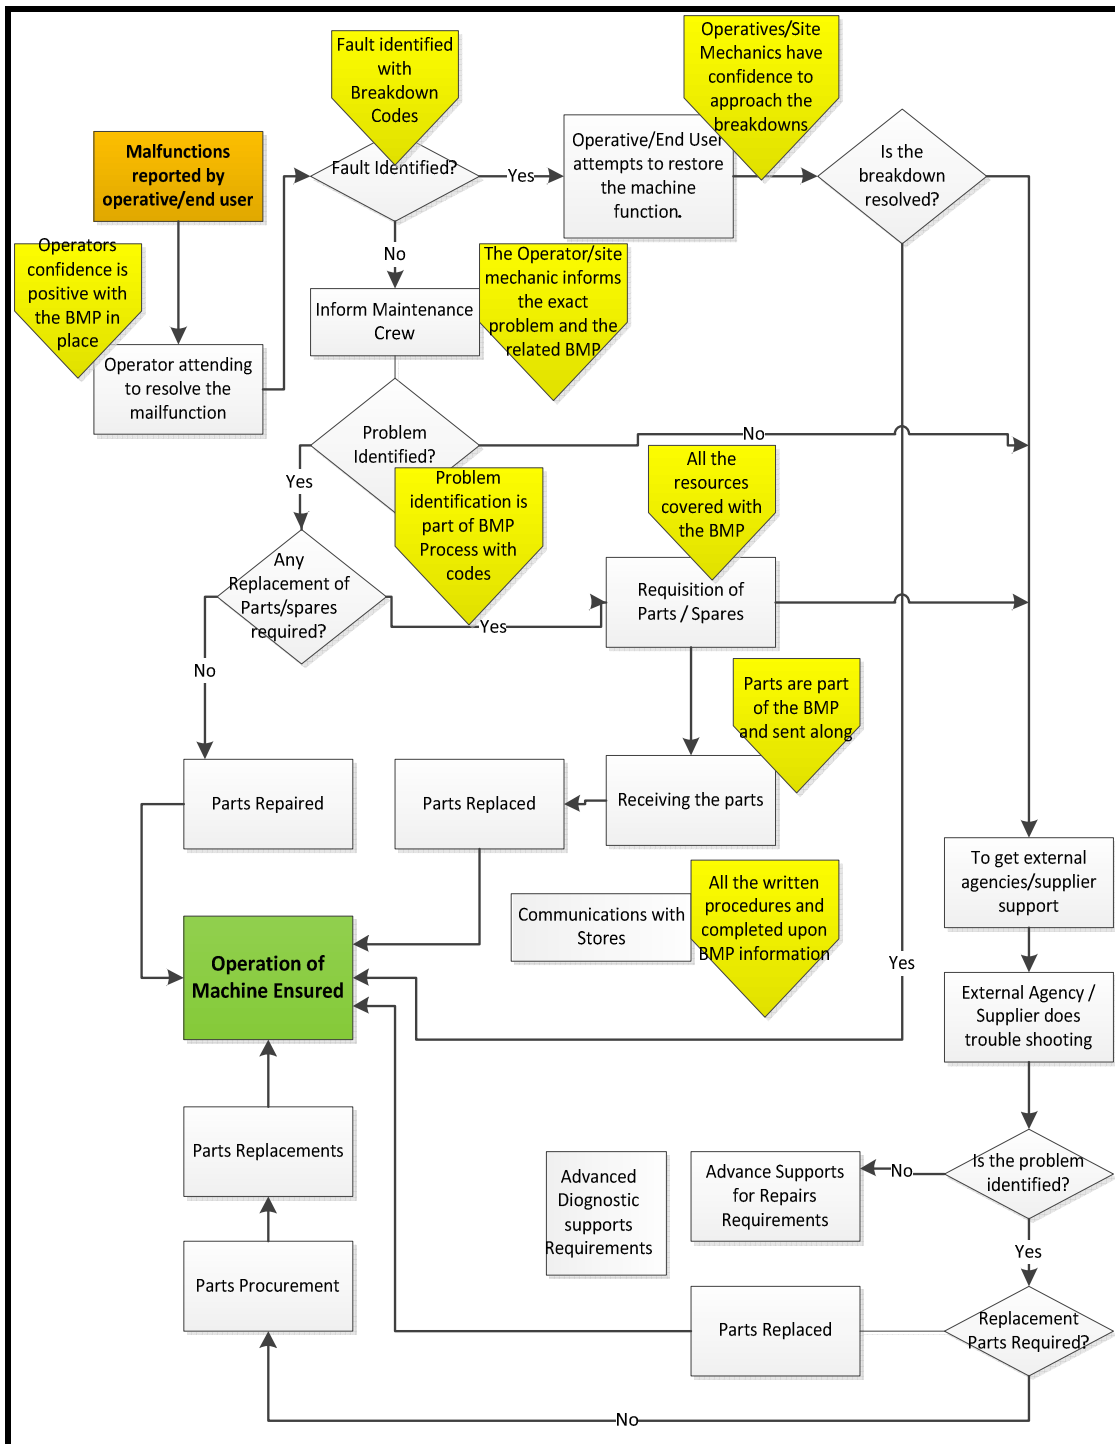 Fault identified
with
Breakdown
Codes
Operatives/Site
Mechanics have
confidence to
approach the
breakdowns
Malfunctions
reported by
operative/end user
Fault Identified?
Yes
Operative/End User
attempts to restore
the machine
function.
Is the
breakdown
resolved?
Operators
confidence is
positive with
the BMP in
place
No
The Operator/site
mechanic informs
the exact
problem and the
related BMP
Inform Maintenance
Crew
Operator attending
to resolve the
mailfunction
Problem
Identified?
No
Yes
Problem
identification is
part of BMP
Process with
codes
All the
resources
covered with
the BMP
Any
Replacement of
Parts/spares
required?
Yes
Requisition of
Parts / Spares
No
Parts are part
of the BMP
and sent along
Parts Repaired
Parts Replaced
Receiving the parts
To get external
agencies/supplier
support
Communications with
Stores
All the written
procedures and
completed upon
BMP information
Yes
Operation of
Machine Ensured
External Agency /
Supplier does
trouble shooting
Parts Replacements
Advanced
Diognostic
supports
Requirements
Advance Supports
for Repairs
Requirements
No
Is the problem
identified?
Yes
Parts Procurement
Parts Replaced
Replacement
Parts Required?
No